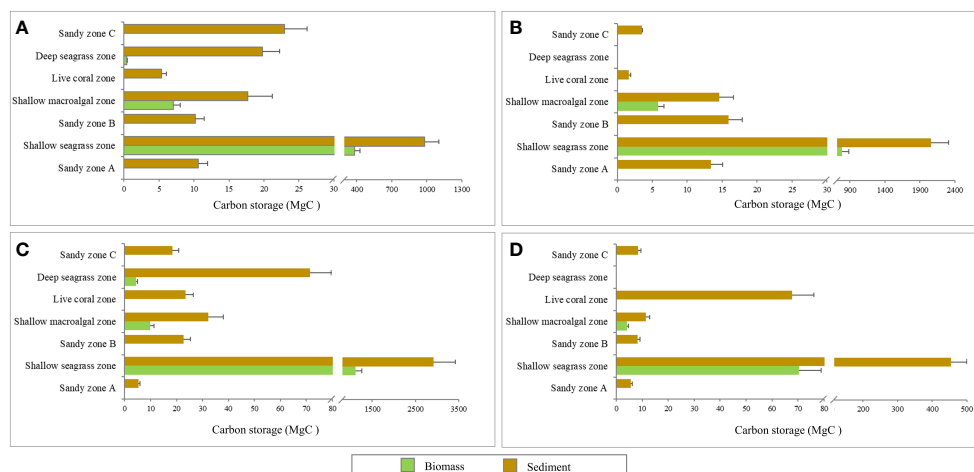 A
Sandy zone C
Deep seagrass zone
Live coral zone
Shallow macroalgal zone
Sandy zone B
Shallow seagrass zone
Sandy zone A
0 5 10 15 20 25 30 400 700 1000 1300
Carbon storage (MgC )
B
Sandy zone C
Deep seagrass zone
Live coral zone
Shallow macroalgal zone
Sandy zone B
Shallow seagrass zone
Sandy zone A
0 5 10 15 20 25 30 900 1400 1900 2400
Carbon storage (MgC )
C
Sandy zone C
Deep seagrass zone
Live coral zone
Shallow macroalgal zone
Sandy zone B
Shallow seagrass zone
Sandy zone A
0 10 20 30 40 50 60 70 80 1500 2500 3500
Carbon storage (MgC )
D
Sandy zone C
Deep seagrass zone
Live coral zone
Shallow macroalgal zone
Sandy zone B
Shallow seagrass zone
Sandy zone A
0 10 20 30 40 50 60 70 80 200 300 400 500
Carbon storage (MgC )
Biomass Sediment